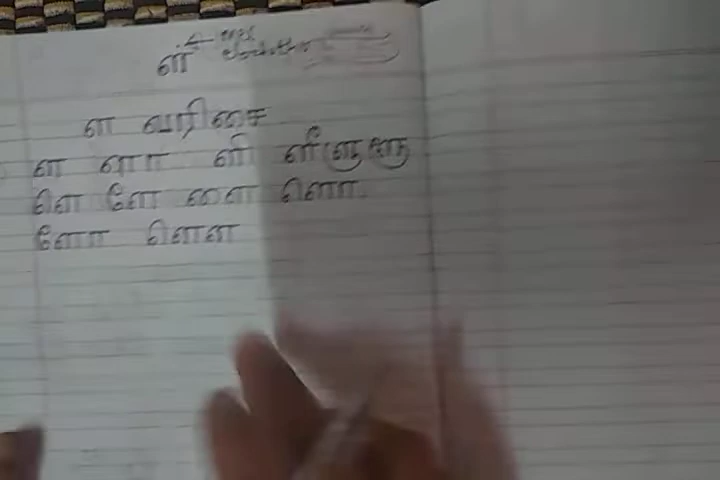 ள்
ள வரிசை
ள ளா ளி ளீ ளு ளூ
ளெ ளே ளை ளொ
ளோ ளௌ